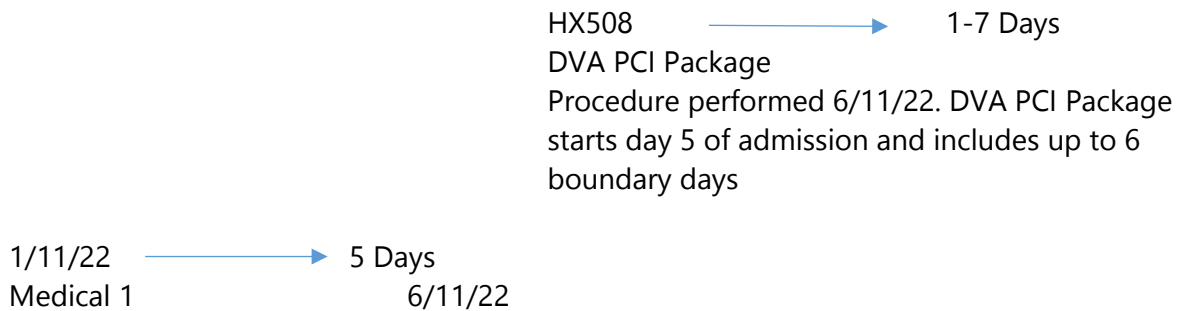 HX508 1-7 Days
DVA PCI Package
Procedure performed 6/11/22. DVA PCI Package
starts day 5 of admission and includes up to 6
boundary days
1/11/22 5 Days
Medical 1 6/11/22